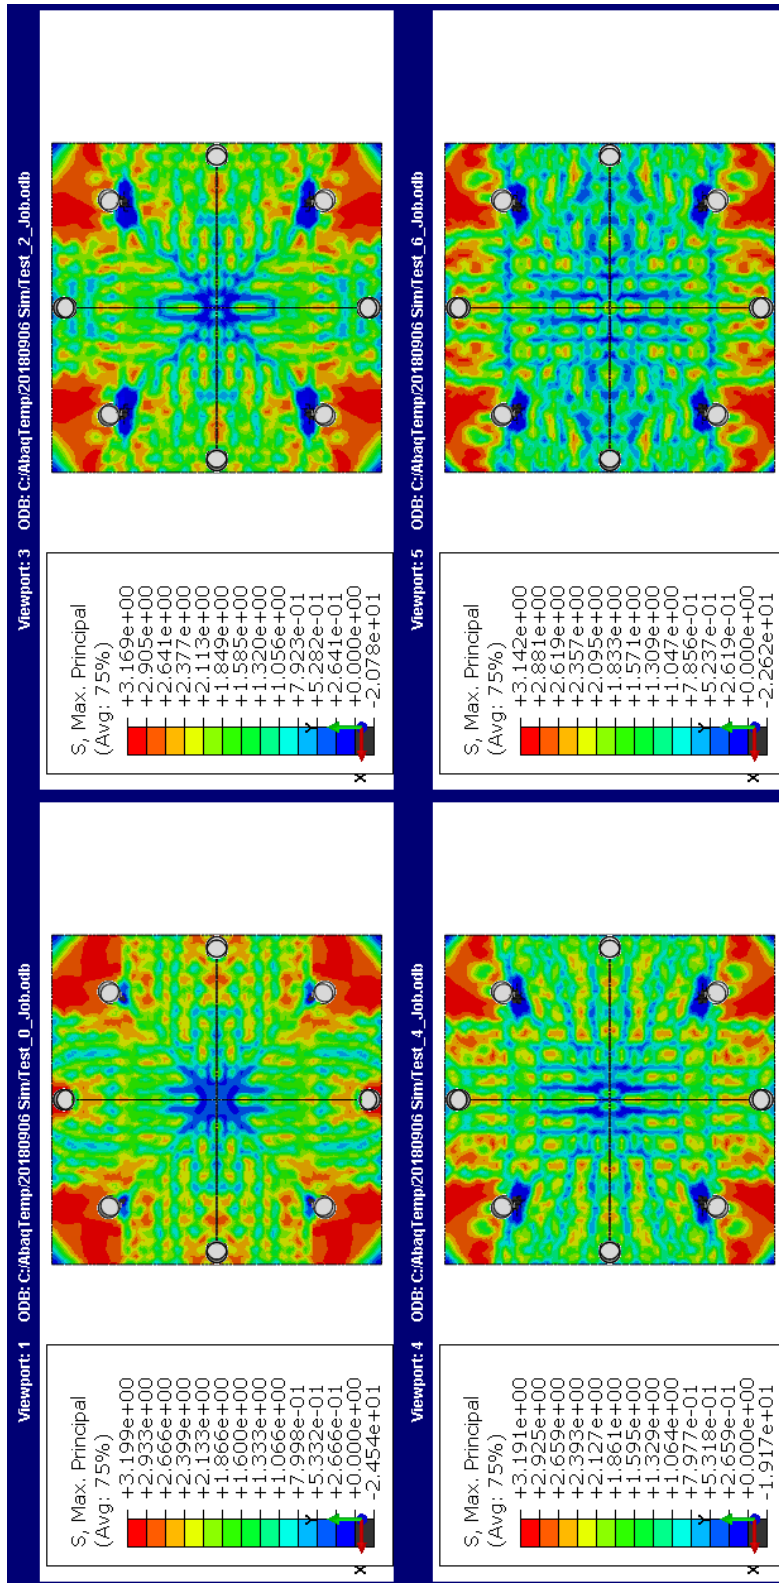 Viewport: 1 ODB: C:/AbaqTemp/20180906 Sim/Test_0_Job.odb
S, Max. Principal
(Avg: 75%)
+3.199e+00
+2.933e+00
+2.666e+00
+2.399e+00
+2.133e+00
+1.866e+00
+1.600e+00
+1.333e+00
+1.066e+00
+7.998e-01
+5.332e-01
+2.666e-01
+0.000e+00
-2.454e+01
Y
X
Viewport: 3 ODB: C:/AbaqTemp/20180906 Sim/Test_2_Job.odb
S, Max. Principal
(Avg: 75%)
+3.169e+00
+2.905e+00
+2.641e+00
+2.377e+00
+2.113e+00
+1.849e+00
+1.585e+00
+1.320e+00
+1.056e+00
+7.923e-01
+5.282e-01
+2.641e-01
+0.000e+00
-2.078e+01
Y
X
Viewport: 4 ODB: C:/AbaqTemp/20180906 Sim/Test_4_Job.odb
S, Max. Principal
(Avg: 75%)
+3.191e+00
+2.925e+00
+2.659e+00
+2.393e+00
+2.127e+00
+1.861e+00
+1.595e+00
+1.329e+00
+1.064e+00
+7.977e-01
+5.318e-01
+2.659e-01
+0.000e+00
-1.917e+01
Y
X
Viewport: 5 ODB: C:/AbaqTemp/20180906 Sim/Test_6_Job.odb
S, Max. Principal
(Avg: 75%)
+3.142e+00
+2.881e+00
+2.619e+00
+2.357e+00
+2.095e+00
+1.833e+00
+1.571e+00
+1.309e+00
+1.047e+00
+7.856e-01
+5.237e-01
+2.619e-01
+0.000e+00
-2.262e+01
Y
X